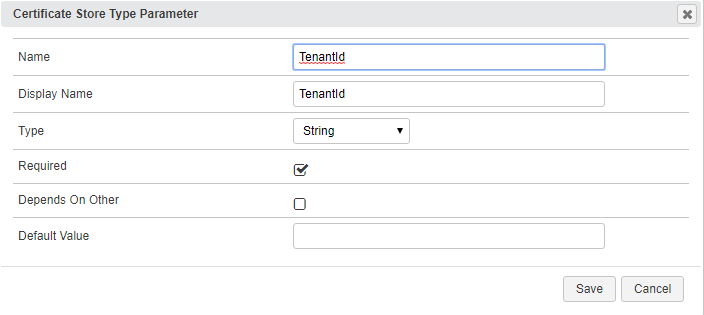 Certificate Store Type Parameter
Name TenantId
Display Name TenantId
Type String
Required
Depends On Other
Default Value
Save Cancel